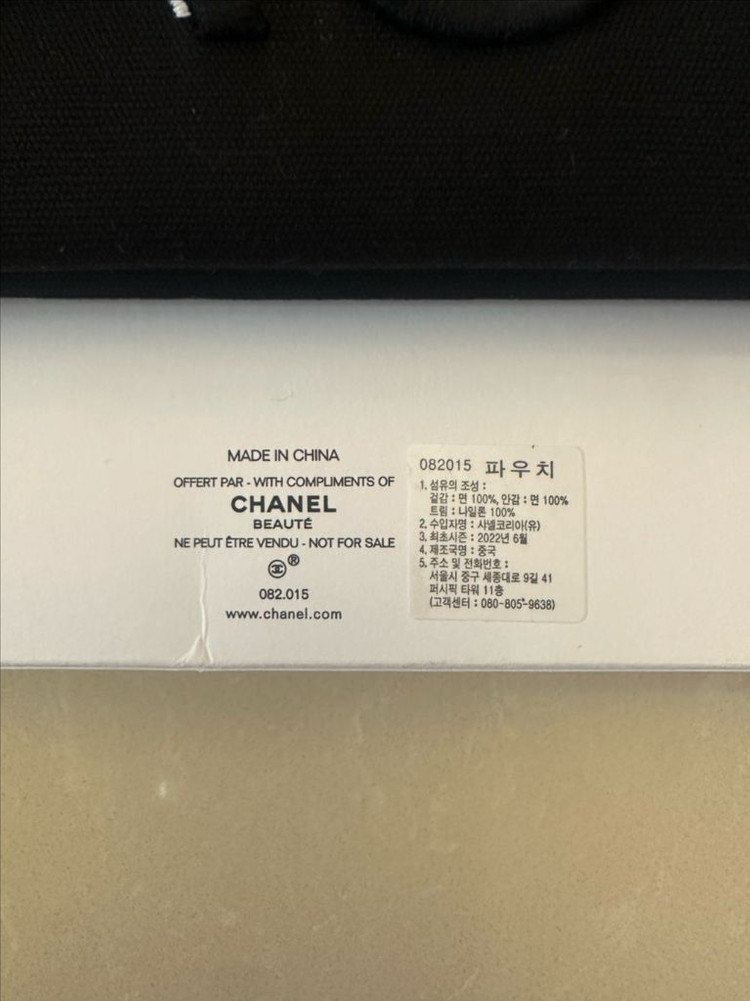 MADE IN CHINA
OFFERT PAR - WITH COMPLIMENTS OF
CHANEL
BEAUTÉ
NE PEUT ÊTRE VENDU - NOT FOR SALE
®
082.015
www.chanel.com
082015 파우치
1. 섬유의 조성 :
겉감 : 면 100%, 안감 : 면 100%
트림 : 나일론 100%
2. 수입자명 : 샤넬코리아(유)
3. 최초시즌 : 2022년 6월
4. 제조국명 : 중국
5. 주소 및 전화번호 :
서울시 중구 세종대로 9길 41
퍼시픽 타워 11층
(고객센터 : 080-805-9638)